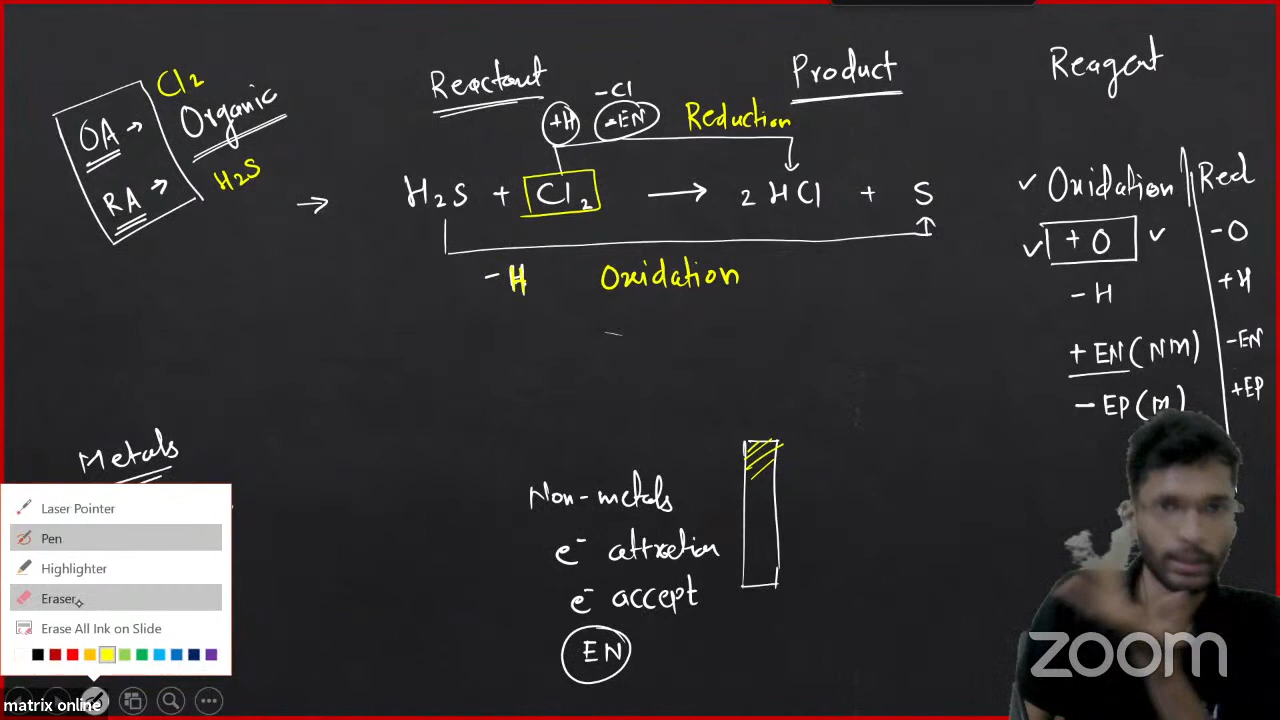 OA → Organic Cl2
RA → H2S
Reactant Product
+H -Cl -EN Reduction
→ H2S + Cl2 → 2HCl + S
-H Oxidation
Reagent
✓ Oxidation Red
✓ +O ✓ -O
-H +H
+EN(NM) -EN
-EP(M) +EP
Metals
Non-metals
e⁻ attraction
e⁻ accept
EN
Laser Pointer
Pen
Highlighter
Eraser
Erase All Ink on Slide
matrix online
zoom